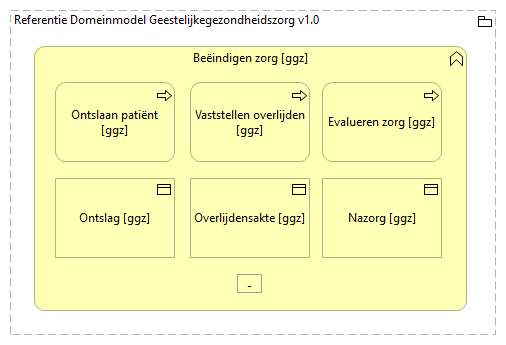 Referentie Domeinmodel Geestelijkegezondheidszorg v1.0
Beëindigen zorg [ggz]
Ontslaan patiënt
[ggz]
Vaststellen overlijden
[ggz]
Evalueren zorg [ggz]
Ontslag [ggz]
Overlijdensakte [ggz]
Nazorg [ggz]
-